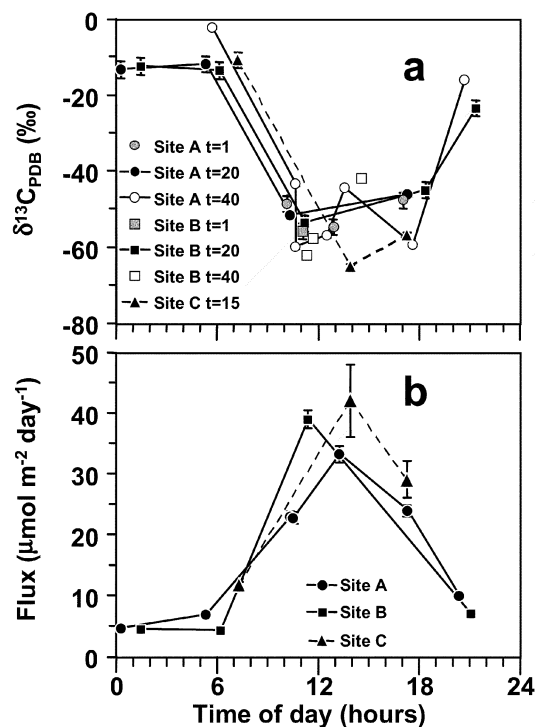 0
-20
-40
-60
-80
δ¹³C_PDB (‰)
a
Site A t=1
Site A t=20
Site A t=40
Site B t=1
Site B t=20
Site B t=40
Site C t=15
50
40
30
20
10
0
Flux (μmol m⁻² day⁻¹)
b
Site A
Site B
Site C
0 6 12 18 24
Time of day (hours)